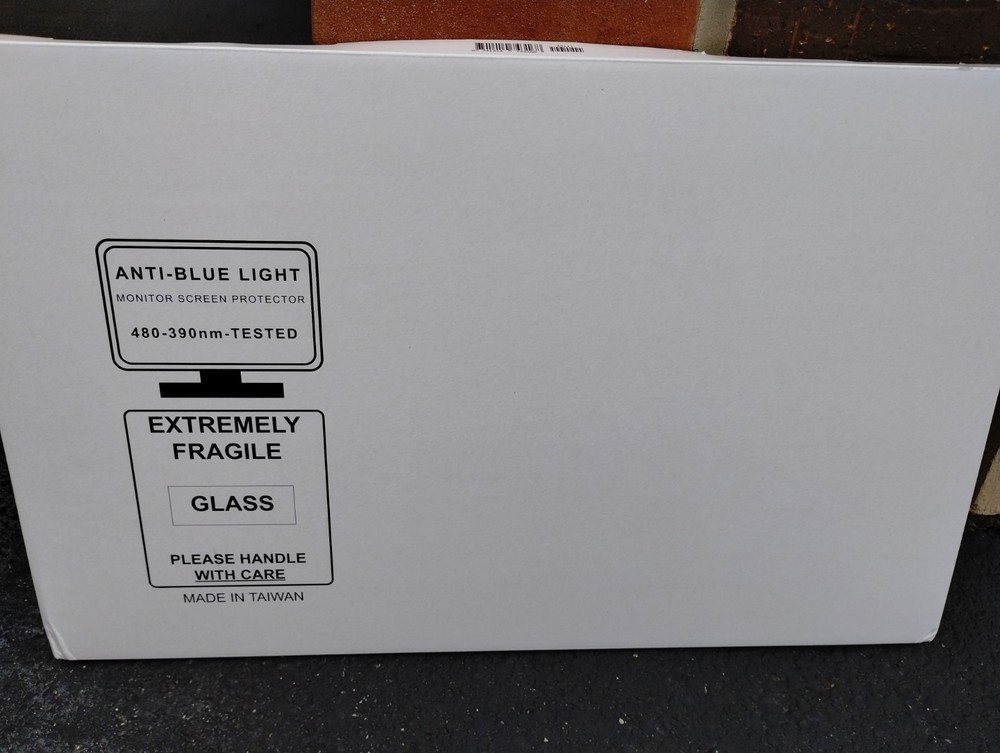 ANTI-BLUE LIGHT
MONITOR SCREEN PROTECTOR
480-390nm-TESTED
EXTREMELY
FRAGILE
GLASS
PLEASE HANDLE
WITH CARE
MADE IN TAIWAN